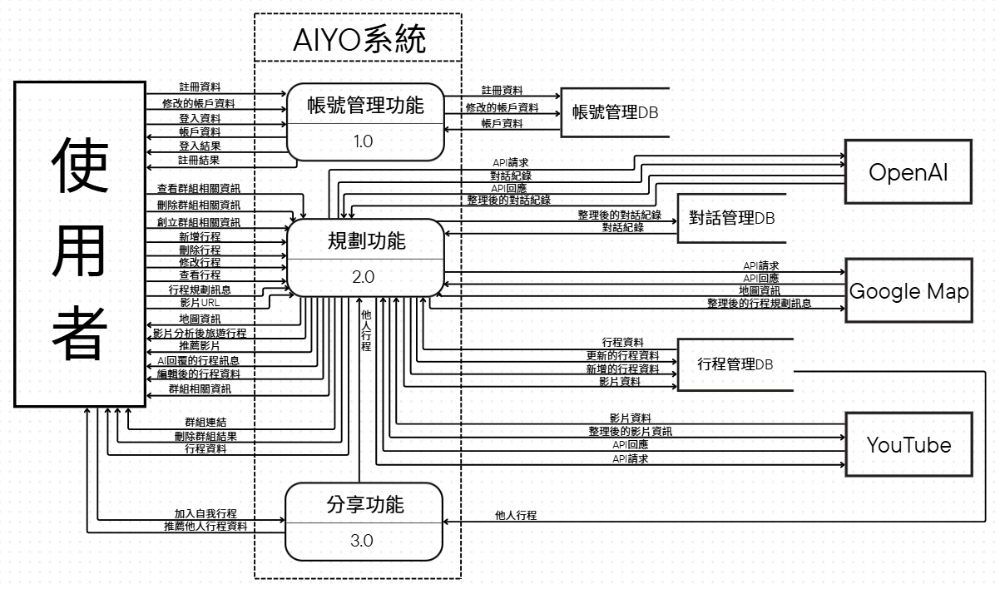 AIYO系統
使用者
註冊資料
修改的帳戶資料
登入資料
帳戶資料
登入結果
註冊結果
帳號管理功能
1.0
註冊資料
修改的帳戶資料
帳戶資料
帳號管理DB
API請求
對話紀錄
API回應
整理後的對話紀錄
OpenAI
查看群組相關資訊
刪除群組相關資訊
創立群組相關資訊
新增行程
刪除行程
修改行程
查看行程
行程規劃訊息
影片URL
規劃功能
2.0
整理後的對話紀錄
對話紀錄
對話管理DB
API請求
API回應
地圖資訊
整理後的行程規劃訊息
Google Map
地圖資訊
影片分析後旅遊行程
推薦影片
AI回覆的行程訊息
編輯後的行程資料
群組相關資訊
他人行程
行程資料
更新的行程資料
新增的行程資料
影片資料
行程管理DB
群組連結
刪除群組結果
行程資料
影片資料
整理後的影片資訊
API回應
API請求
YouTube
加入自我行程
推薦他人行程資料
分享功能
3.0
他人行程